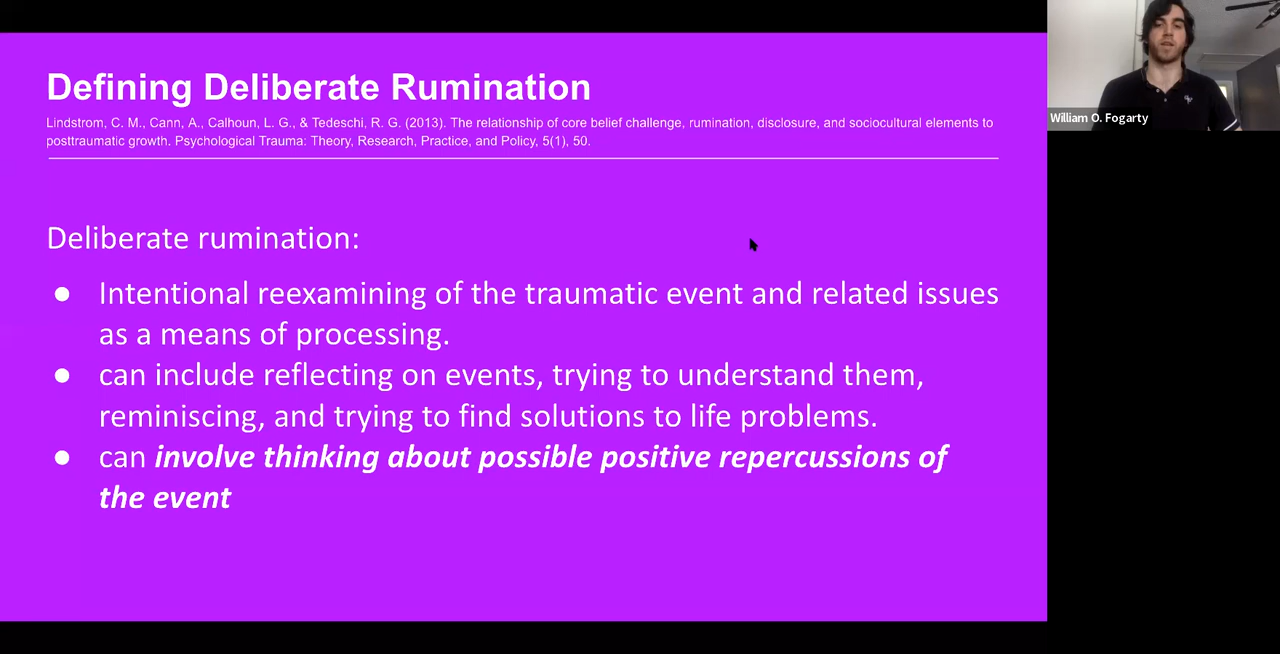 Defining Deliberate Rumination
Lindstrom, C. M., Cann, A., Calhoun, L. G., & Tedeschi, R. G. (2013). The relationship of core belief challenge, rumination, disclosure, and sociocultural elements to
posttraumatic growth. Psychological Trauma: Theory, Research, Practice, and Policy, 5(1), 50.
Deliberate rumination:
● Intentional reexamining of the traumatic event and related issues
as a means of processing.
● can include reflecting on events, trying to understand them,
reminiscing, and trying to find solutions to life problems.
● can involve thinking about possible positive repercussions of
the event
William O. Fogarty